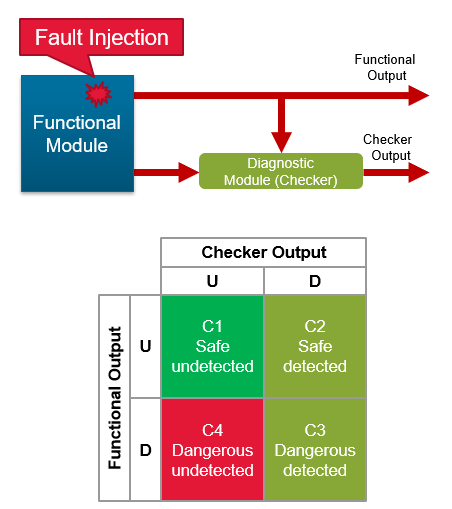 Fault Injection
Functional
Output
Functional
Module
Checker
Output
Diagnostic
Module (Checker)
Checker Output
U
D
Functional Output
U
C1
Safe
undetected
C2
Safe
detected
D
C4
Dangerous
undetected
C3
Dangerous
detected